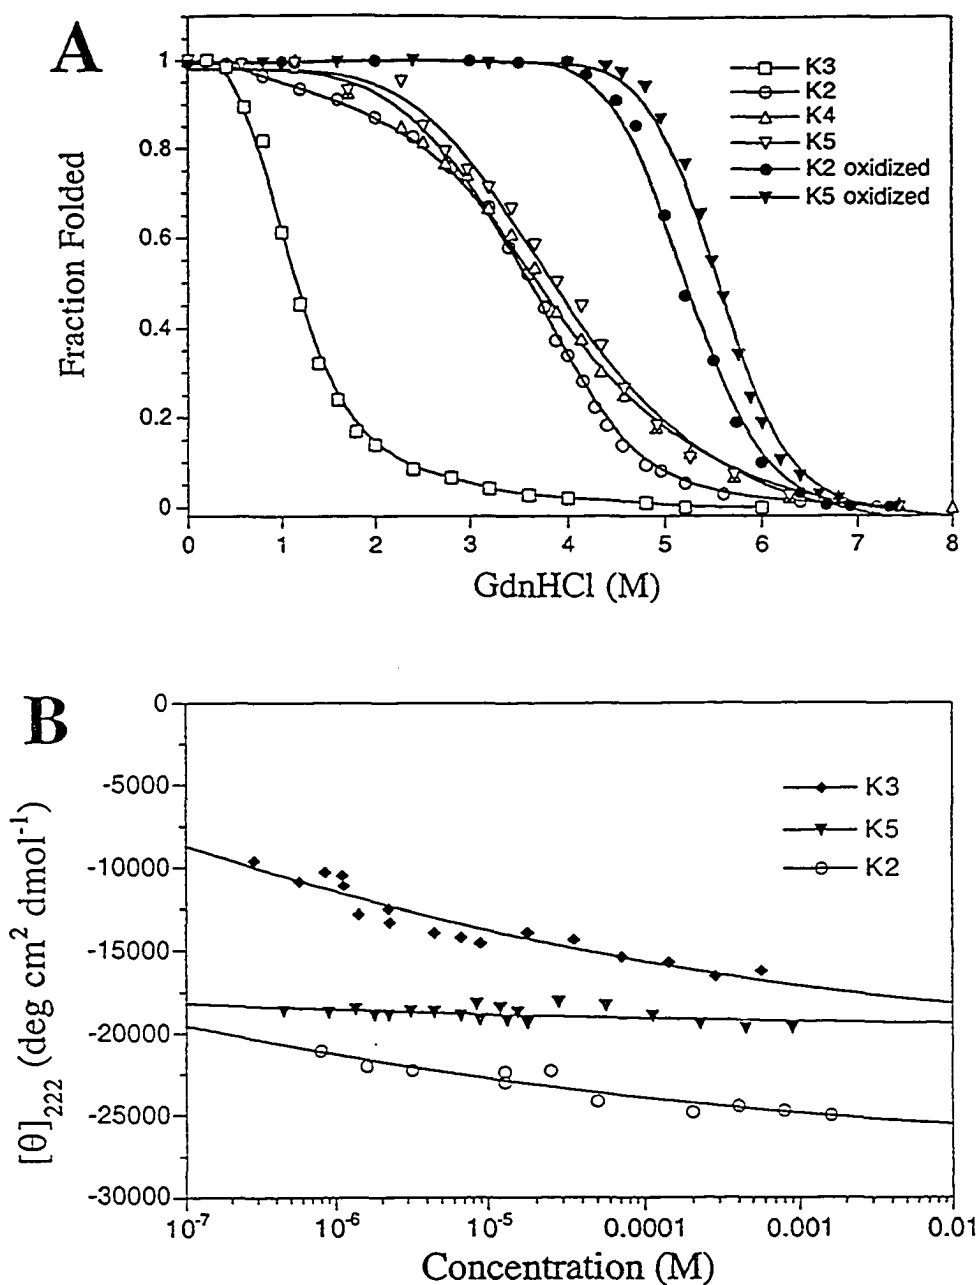 A
Fraction Folded
1
0.8
0.6
0.4
0.2
0
K3
K2
K4
K5
K2 oxidized
K5 oxidized
0 1 2 3 4 5 6 7 8
GdnHCl (M)
B
[θ]222 (deg cm² dmol⁻¹)
0
-5000
-10000
-15000
-20000
-25000
-30000
K3
K5
K2
10⁻⁷ 10⁻⁶ 10⁻⁵ 0.0001 0.001 0.01
Concentration (M)